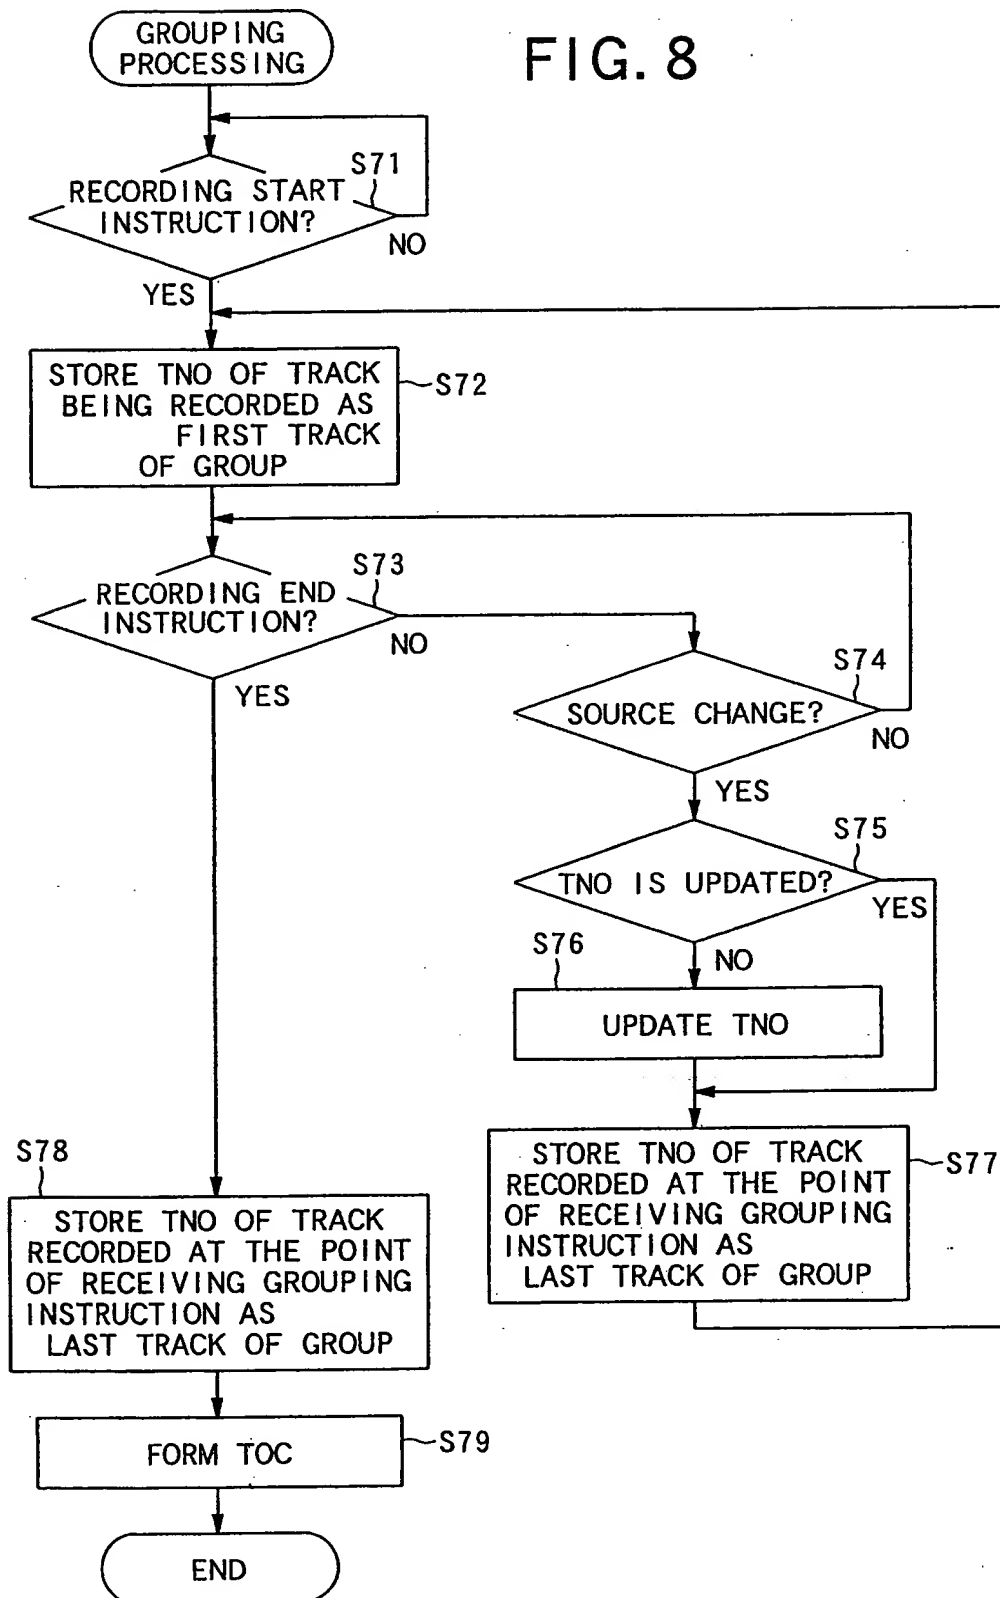 GROUPING
PROCESSING
FIG. 8
S71
RECORDING START
INSTRUCTION?
NO
YES
STORE TNO OF TRACK
BEING RECORDED AS
FIRST TRACK
OF GROUP
S72
S73
RECORDING END
INSTRUCTION?
NO
YES
S74
SOURCE CHANGE?
NO
YES
S75
TNO IS UPDATED?
YES
NO
S76
UPDATE TNO
STORE TNO OF TRACK
RECORDED AT THE POINT
OF RECEIVING GROUPING
INSTRUCTION AS
LAST TRACK OF GROUP
S77
S78
STORE TNO OF TRACK
RECORDED AT THE POINT
OF RECEIVING GROUPING
INSTRUCTION AS
LAST TRACK OF GROUP
FORM TOC
S79
END